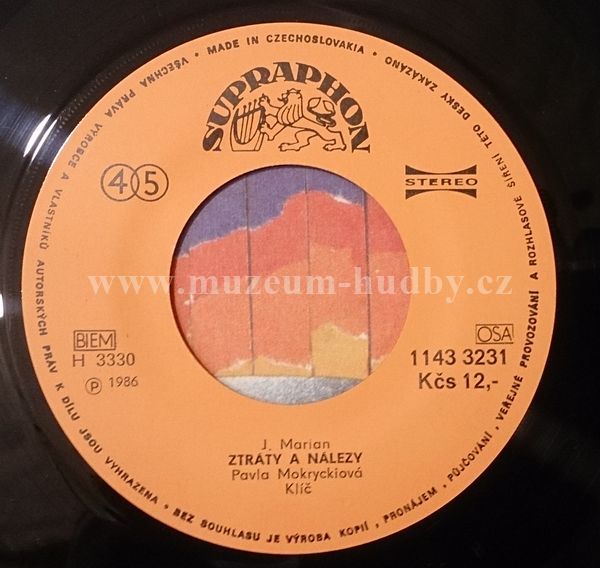 • MADE IN CZECHOSLOVAKIA •
VŠECHNA PRÁVA VÝROBCE A VLASTNÍKŮ AUTORSKÝCH PRÁV K DÍLU JSOU VYHRAZENA • BEZ SOUHLASU JE VÝROBA KOPIÍ, PRONÁJEM, PŮJČOVÁNÍ, VEŘEJNÉ PROVOZOVÁNÍ A ROZHLASOVÉ ŠÍŘENÍ TÉTO DESKY ZAKÁZÁNO
SUPRAPHON
45
STEREO
www.muzeum-hudby.cz
BIEM
H 3330
Ⓟ 1986
OSA
1143 3231
Kčs 12,-
J. Marian
ZTRÁTY A NÁLEZY
Pavla Mokryckiová
Klíč